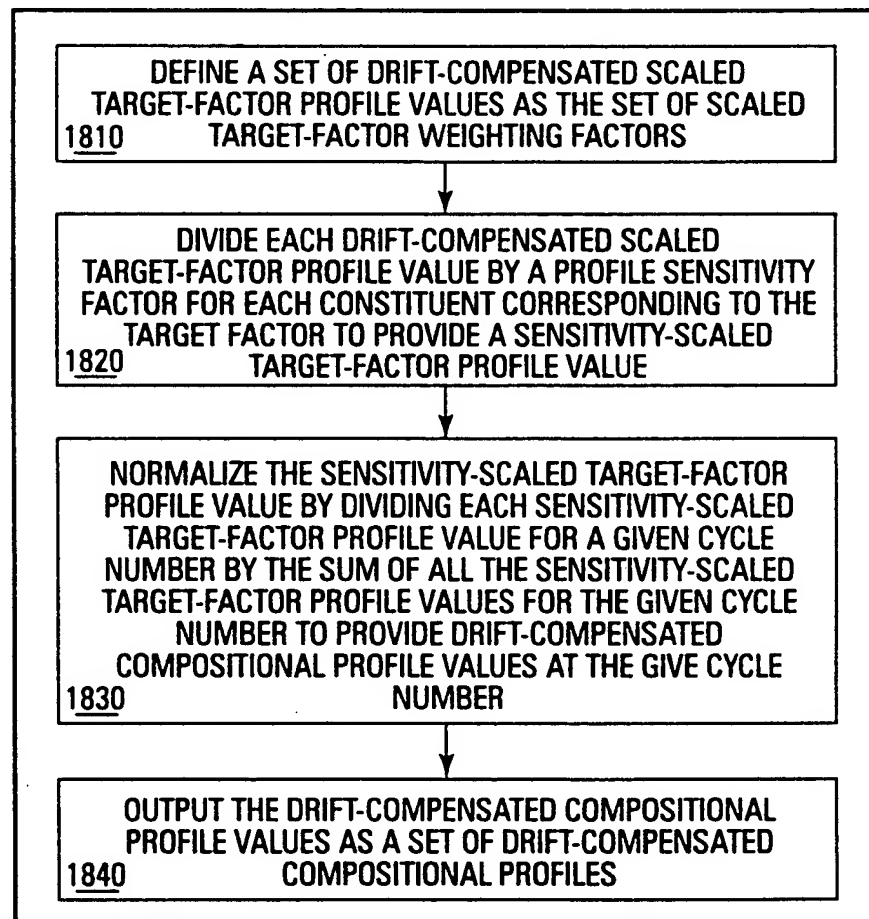 DEFINE A SET OF DRIFT-COMPENSATED SCALED
TARGET-FACTOR PROFILE VALUES AS THE SET OF SCALED
TARGET-FACTOR WEIGHTING FACTORS
1810
DIVIDE EACH DRIFT-COMPENSATED SCALED
TARGET-FACTOR PROFILE VALUE BY A PROFILE SENSITIVITY
FACTOR FOR EACH CONSTITUENT CORRESPONDING TO THE
TARGET FACTOR TO PROVIDE A SENSITIVITY-SCALED
TARGET-FACTOR PROFILE VALUE
1820
NORMALIZE THE SENSITIVITY-SCALED TARGET-FACTOR
PROFILE VALUE BY DIVIDING EACH SENSITIVITY-SCALED
TARGET-FACTOR PROFILE VALUE FOR A GIVEN CYCLE
NUMBER BY THE SUM OF ALL THE SENSITIVITY-SCALED
TARGET-FACTOR PROFILE VALUES FOR THE GIVEN CYCLE
NUMBER TO PROVIDE DRIFT-COMPENSATED
COMPOSITIONAL PROFILE VALUES AT THE GIVE CYCLE
NUMBER
1830
OUTPUT THE DRIFT-COMPENSATED COMPOSITIONAL
PROFILE VALUES AS A SET OF DRIFT-COMPENSATED
COMPOSITIONAL PROFILES
1840